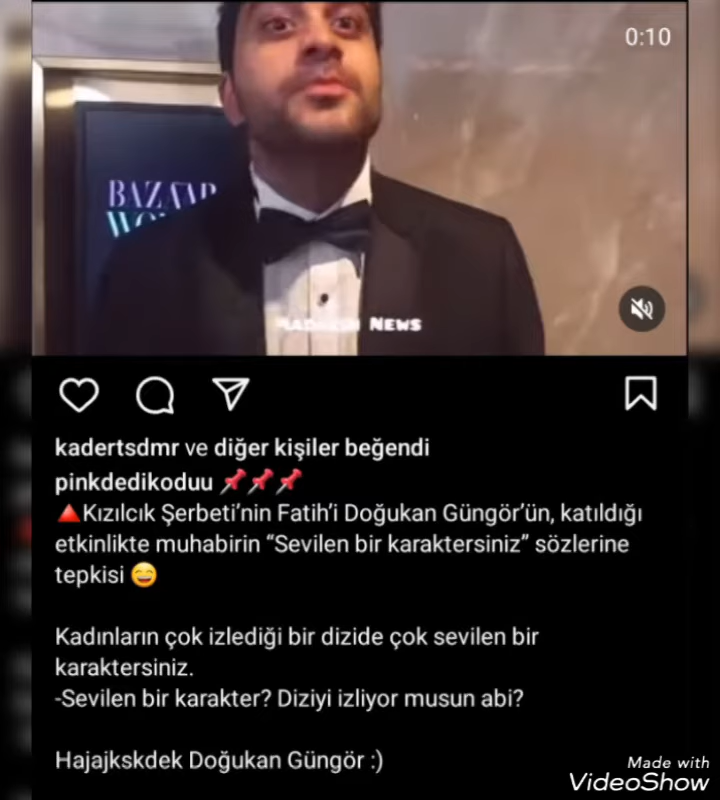 0:10
BAZAAR
NEWS
kadertsdmr ve diğer kişiler beğendi
pinkdedikoduu 📌📌📌
🔺Kızılcık Şerbeti’nin Fatih’i Doğukan Güngör’ün, katıldığı
etkinlikte muhabirin “Sevilen bir karaktersiniz” sözlerine
tepkisi 😄
Kadınların çok izlediği bir dizide çok sevilen bir
karaktersiniz.
-Sevilen bir karakter? Diziyi izliyor musun abi?
Hajajkskdek Doğukan Güngör :)
Made with
VideoShow